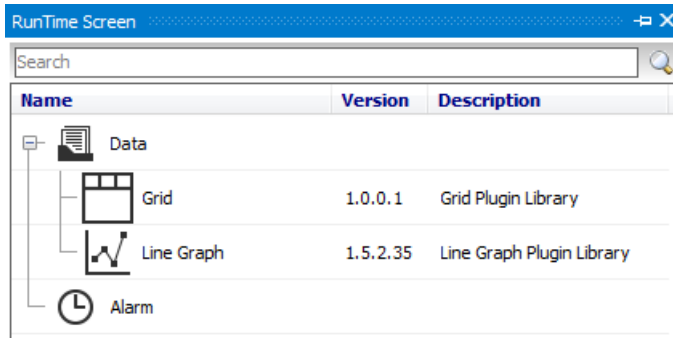 RunTime Screen
Search
Name Version Description
Data
Grid 1.0.0.1 Grid Plugin Library
Line Graph 1.5.2.35 Line Graph Plugin Library
Alarm